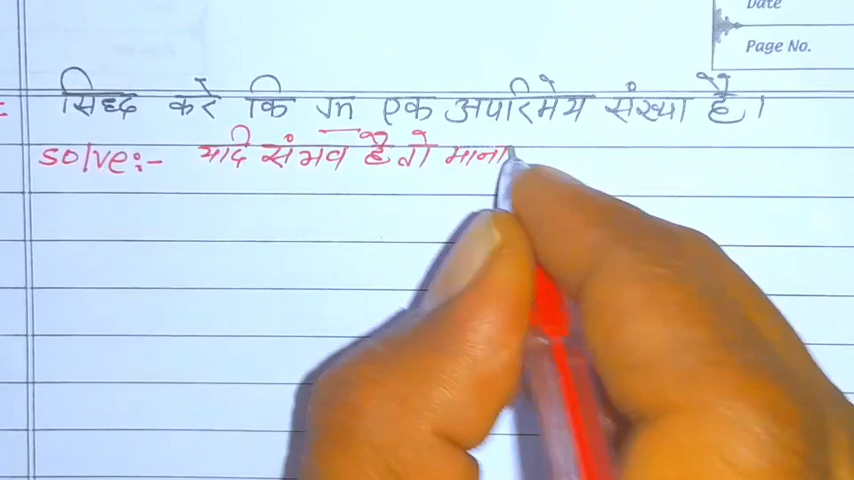 Date
Page No.
सिद्ध करे कि √n एक अपरिमेय संख्या है।
Solve:- यदि संभव है तो माना